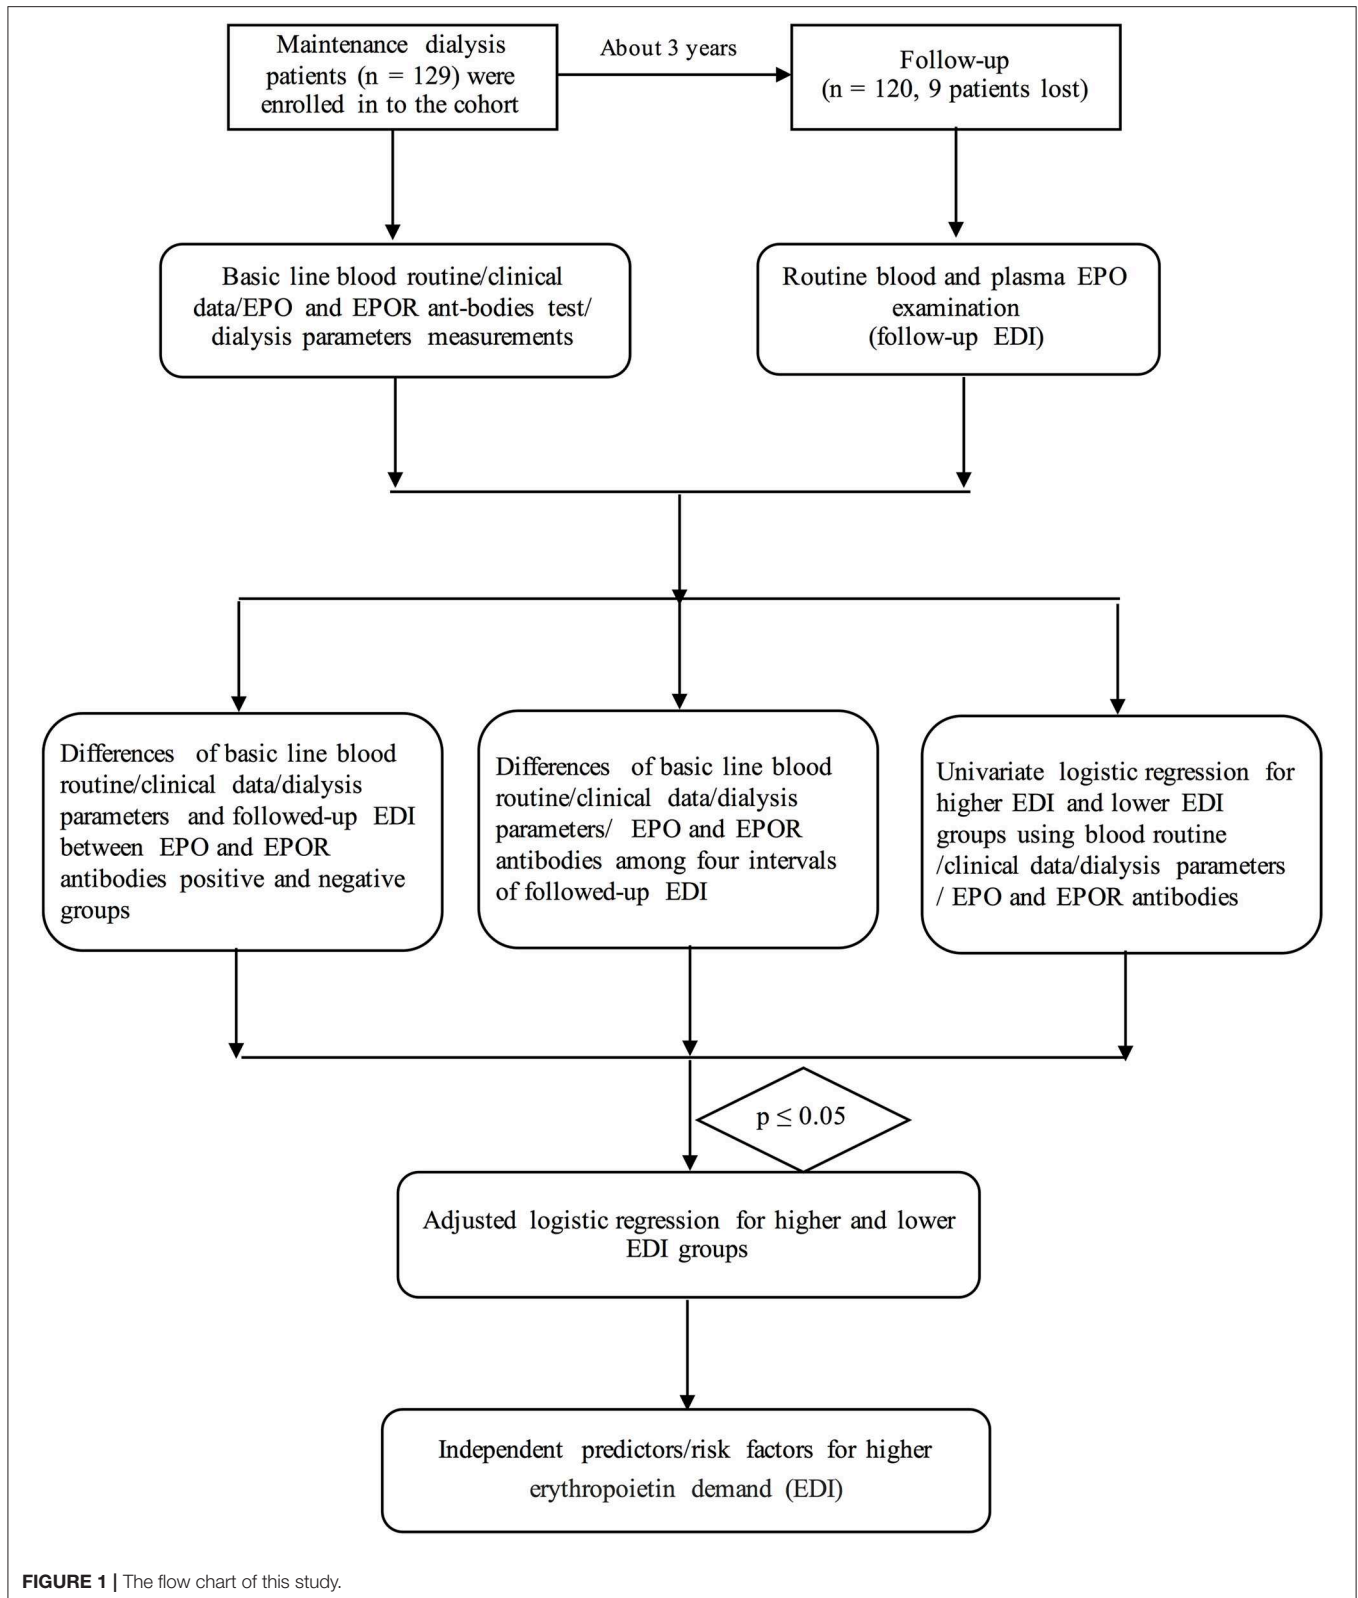 Maintenance dialysis
patients (n = 129) were
enrolled in to the cohort
About 3 years
Follow-up
(n = 120, 9 patients lost)
Basic line blood routine/clinical
data/EPO and EPOR ant-bodies test/
dialysis parameters measurements
Routine blood and plasma EPO
examination
(follow-up EDI)
Differences of basic line blood
routine/clinical data/dialysis
parameters and followed-up EDI
between EPO and EPOR
antibodies positive and negative
groups
Differences of basic line blood
routine/clinical data/dialysis
parameters/ EPO and EPOR
antibodies among four intervals
of followed-up EDI
Univariate logistic regression for
higher EDI and lower EDI
groups using blood routine
/clinical data/dialysis parameters
/ EPO and EPOR antibodies
p ≤ 0.05
Adjusted logistic regression for higher and lower
EDI groups
Independent predictors/risk factors for higher
erythropoietin demand (EDI)
FIGURE 1 | The flow chart of this study.